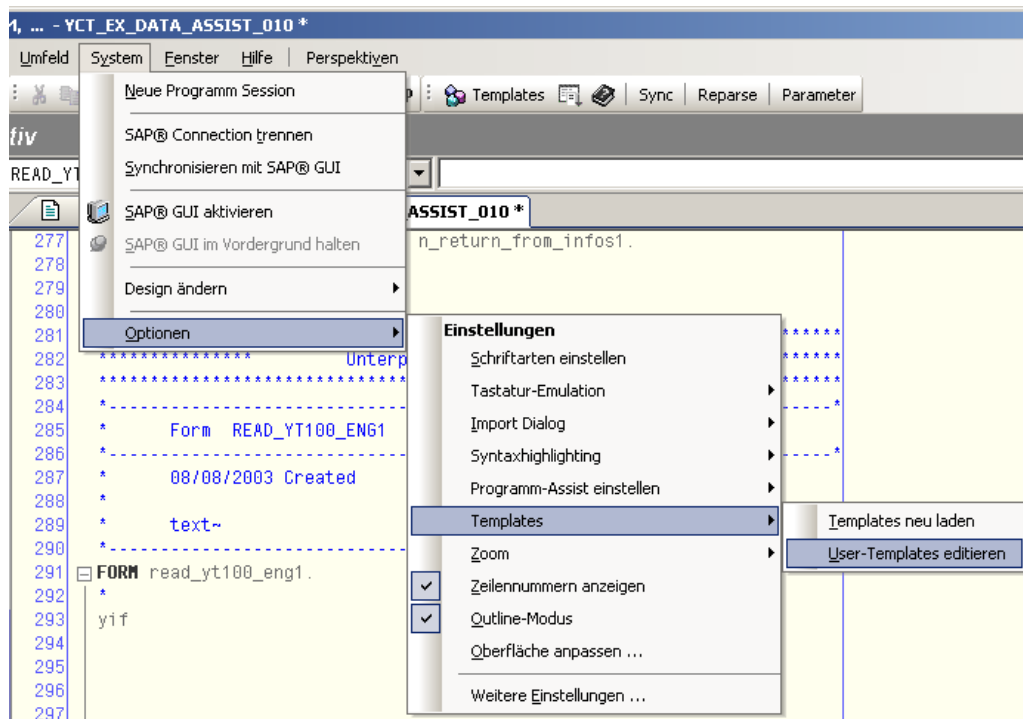 1, ... - YCT_EX_DATA_ASSIST_010 *
Umfeld System Fenster Hilfe Perspektiven
Neue Programm Session
Templates Sync Reparse Parameter
tiv
SAP® Connection trennen
READ_YT
Synchronisieren mit SAP® GUI
SAP® GUI aktivieren
ASSIST_010 *
277 SAP® GUI im Vordergrund halten n_return_from_infos1.
278
279 Design ändern
280
281 Optionen Einstellungen ******
282 *************** Unterp ******
283 ****************************** ******
Schriftarten einstellen
284 *----------------------------- -----*
Tastatur-Emulation
285 * Form READ_YT100_ENG1
Import Dialog
286 *----------------------------- -----*
Syntaxhighlighting
287 * 08/08/2003 Created
Programm-Assist einstellen
288 *
289 * text~ Templates Templates neu laden
290 *-----------------------------
Zoom User-Templates editieren
291 FORM read_yt100_eng1.
292 * Zeilennummern anzeigen
293 yif Outline-Modus
294
Oberfläche anpassen ...
295
296 Weitere Einstellungen ...
297